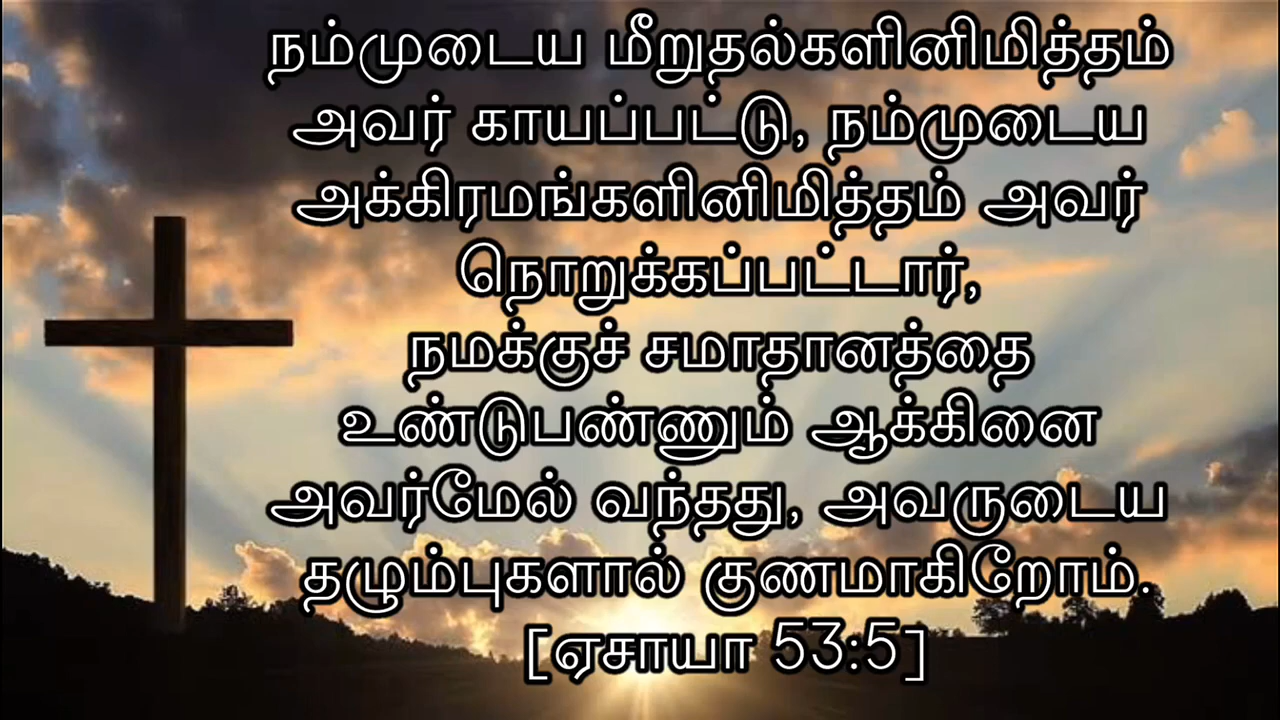 நம்முடைய மீறுதல்களினிமித்தம்
அவர் காயப்பட்டு, நம்முடைய
அக்கிரமங்களினிமித்தம் அவர்
நொறுக்கப்பட்டார்,
நமக்குச் சமாதானத்தை
உண்டுபண்ணும் ஆக்கினை
அவர்மேல் வந்தது, அவருடைய
தழும்புகளால் குணமாகிறோம்.
[ஏசாயா 53:5]